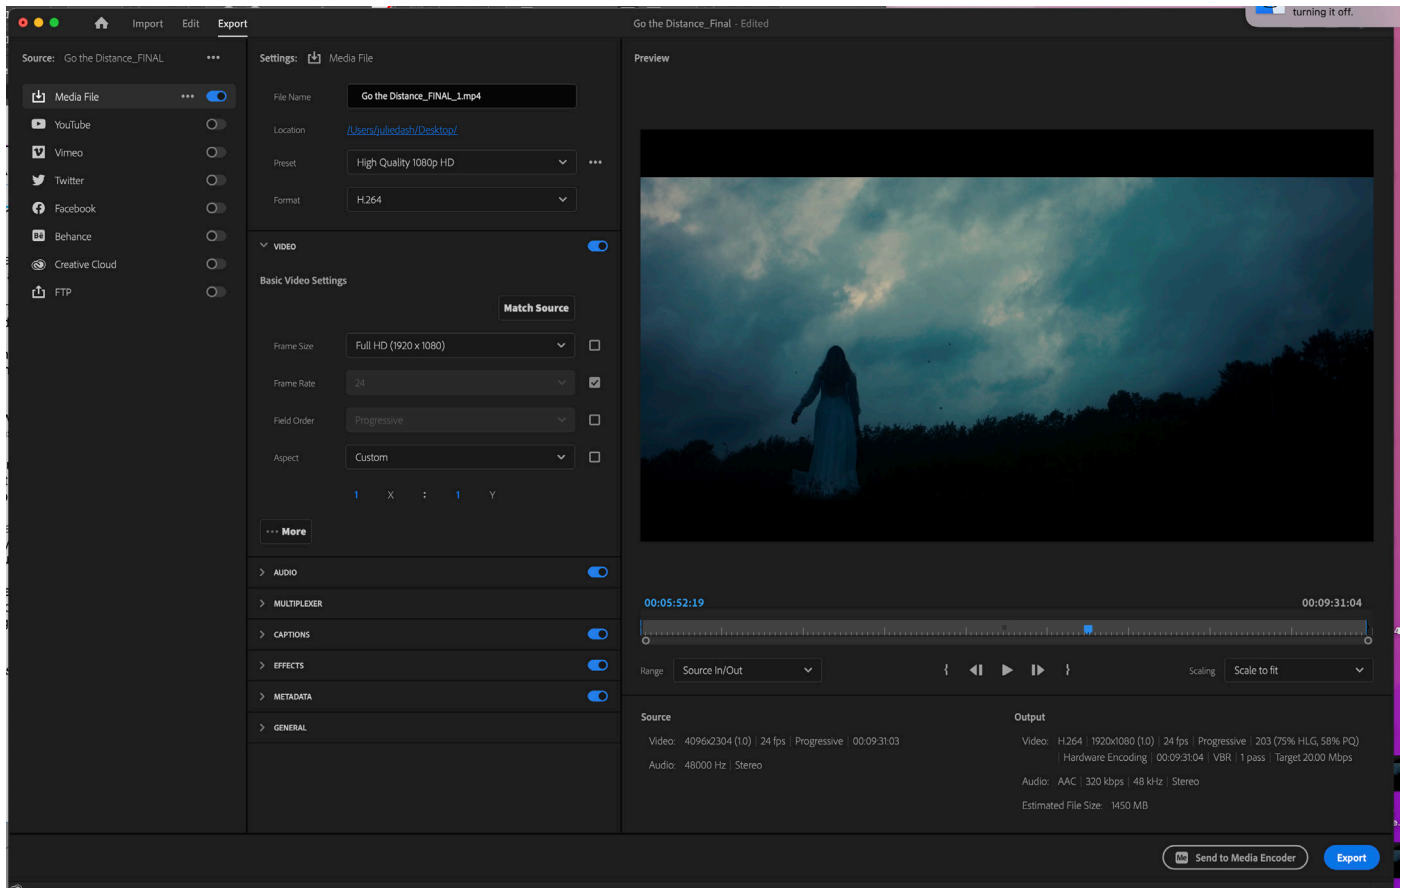 turning it off.
Import Edit Export
Go the Distance_Final - Edited
Source: Go the Distance_FINAL
Media File
YouTube
Vimeo
Twitter
Facebook
Behance
Creative Cloud
FTP
Settings: Media File
File Name Go the Distance_FINAL_1.mp4
Location /Users/juliedash/Desktop/
Preset High Quality 1080p HD
Format H.264
VIDEO
Basic Video Settings
Match Source
Frame Size Full HD (1920 x 1080)
Frame Rate 24
Field Order Progressive
Aspect Custom
1 X : 1 Y
... More
AUDIO
MULTIPLEXER
CAPTIONS
EFFECTS
METADATA
GENERAL
Preview
00:05:52:19 00:09:31:04
Range Source In/Out Scaling Scale to fit
Source
Video: 4096x2304 (1.0) | 24 fps | Progressive | 00:09:31:03
Audio: 48000 Hz | Stereo
Output
Video: H.264 | 1920x1080 (1.0) | 24 fps | Progressive | 203 (75% HLG, 58% PQ)
| Hardware Encoding | 00:09:31:04 | VBR | 1 pass | Target 20.00 Mbps
Audio: AAC | 320 kbps | 48 kHz | Stereo
Estimated File Size: 1450 MB
Me Send to Media Encoder Export